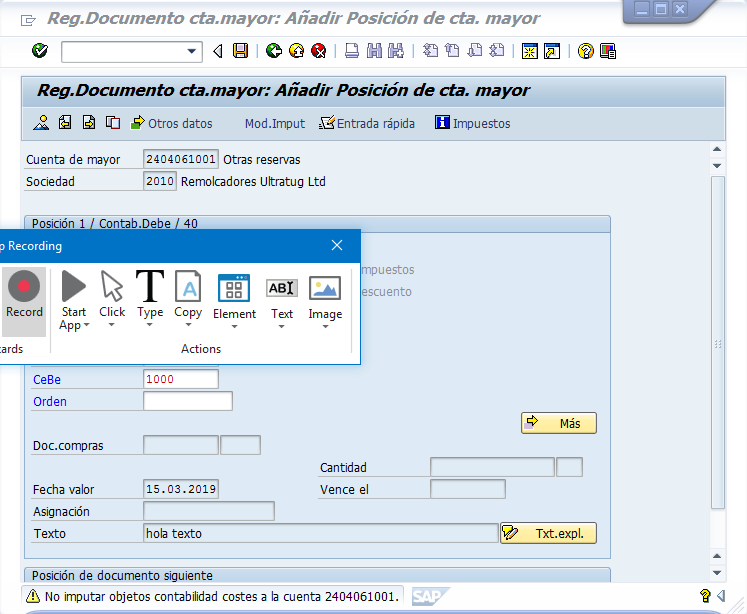 Reg.Documento cta.mayor: Añadir Posición de cta. mayor
Reg.Documento cta.mayor: Añadir Posición de cta. mayor
Otros datos Mod.Imput Entrada rápida Impuestos
Cuenta de mayor 2404061001 Otras reservas
Sociedad 2010 Remolcadores Ultratug Ltd
Posición 1 / Contab.Debe / 40
Recording
Record Start App Click Type Copy Element Text Image
A
T
ABI
Actions
CeBe 1000
Orden
Más
Doc.compras
Cantidad
Fecha valor 15.03.2019 Vence el
Asignación
Texto hola texto Txt.expl.
Posición de documento siguiente
No imputar objetos contabilidad costes a la cuenta 2404061001. SAP